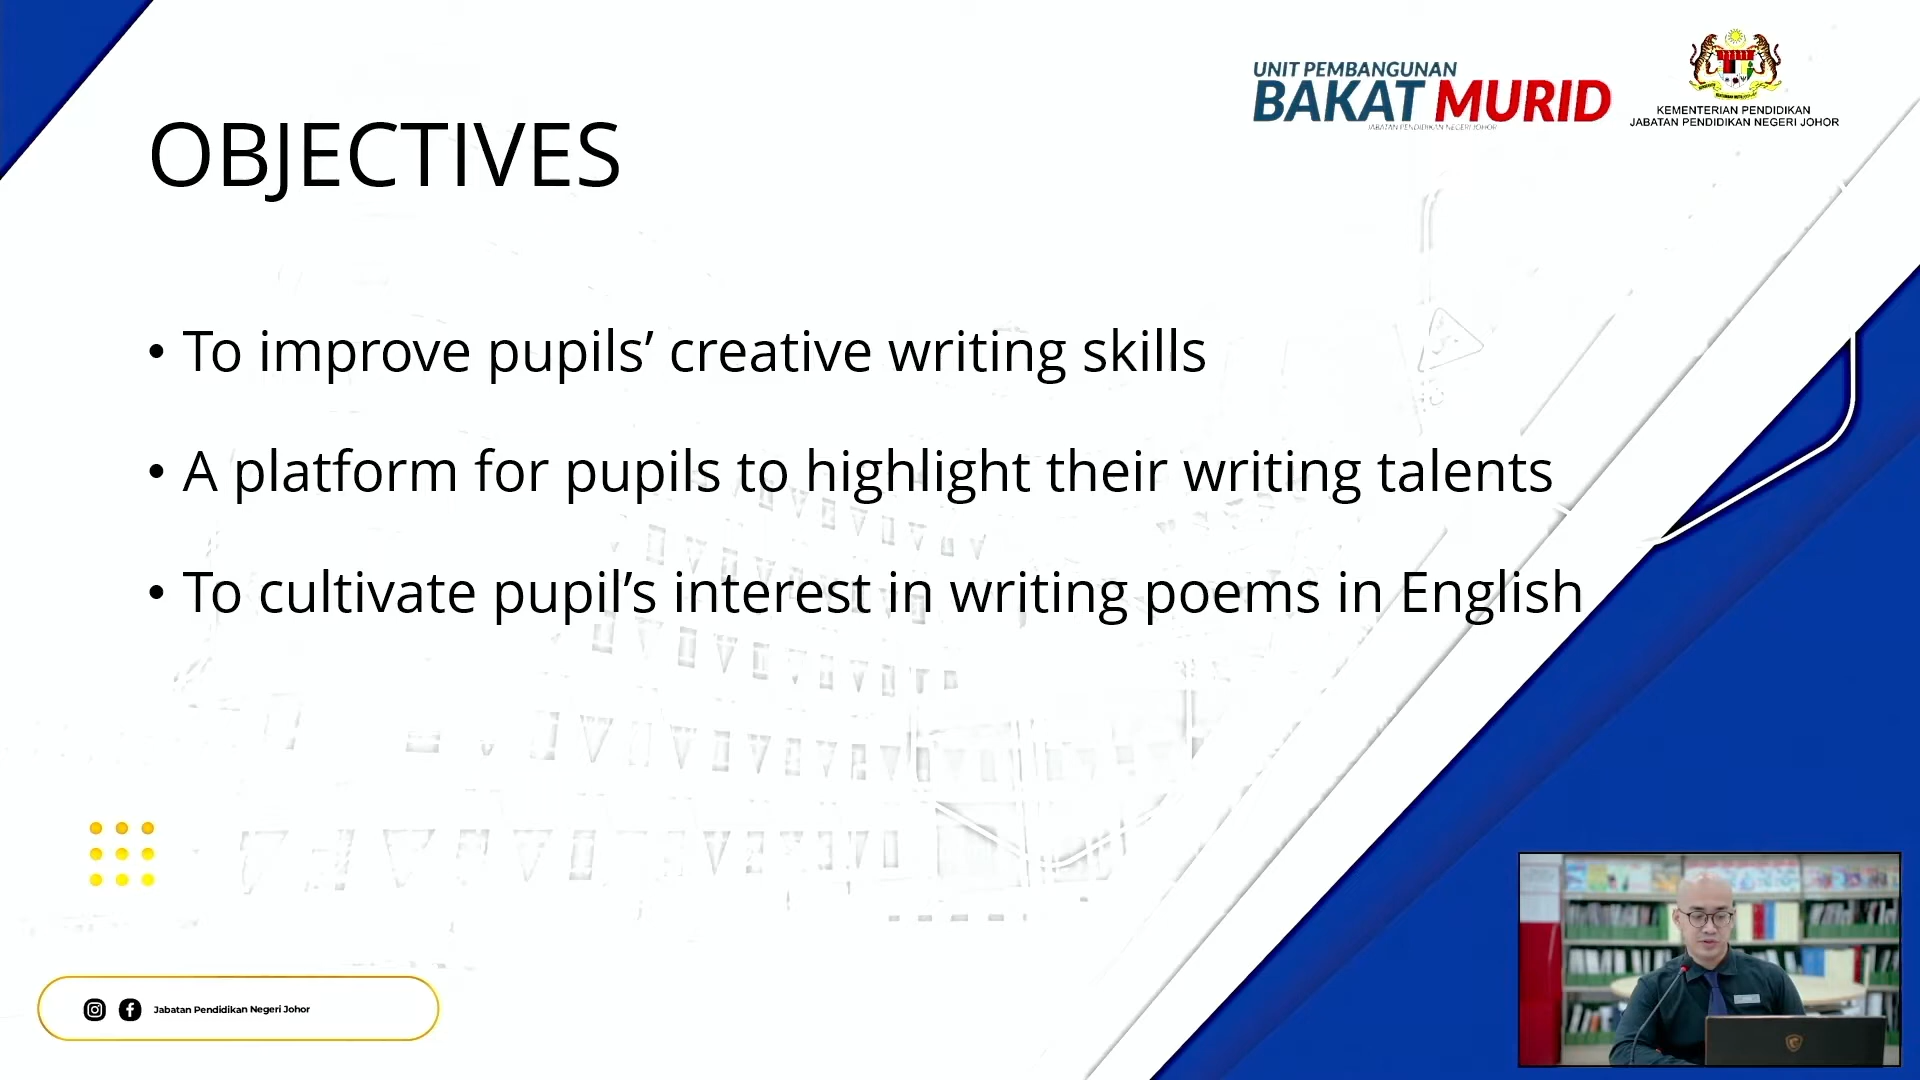 UNIT PEMBANGUNAN
BAKAT MURID
JABATAN PENDIDIKAN NEGERI JOHOR
KEMENTERIAN PENDIDIKAN
JABATAN PENDIDIKAN NEGERI JOHOR
OBJECTIVES
• To improve pupils’ creative writing skills
• A platform for pupils to highlight their writing talents
• To cultivate pupil’s interest in writing poems in English
Jabatan Pendidikan Negeri Johor